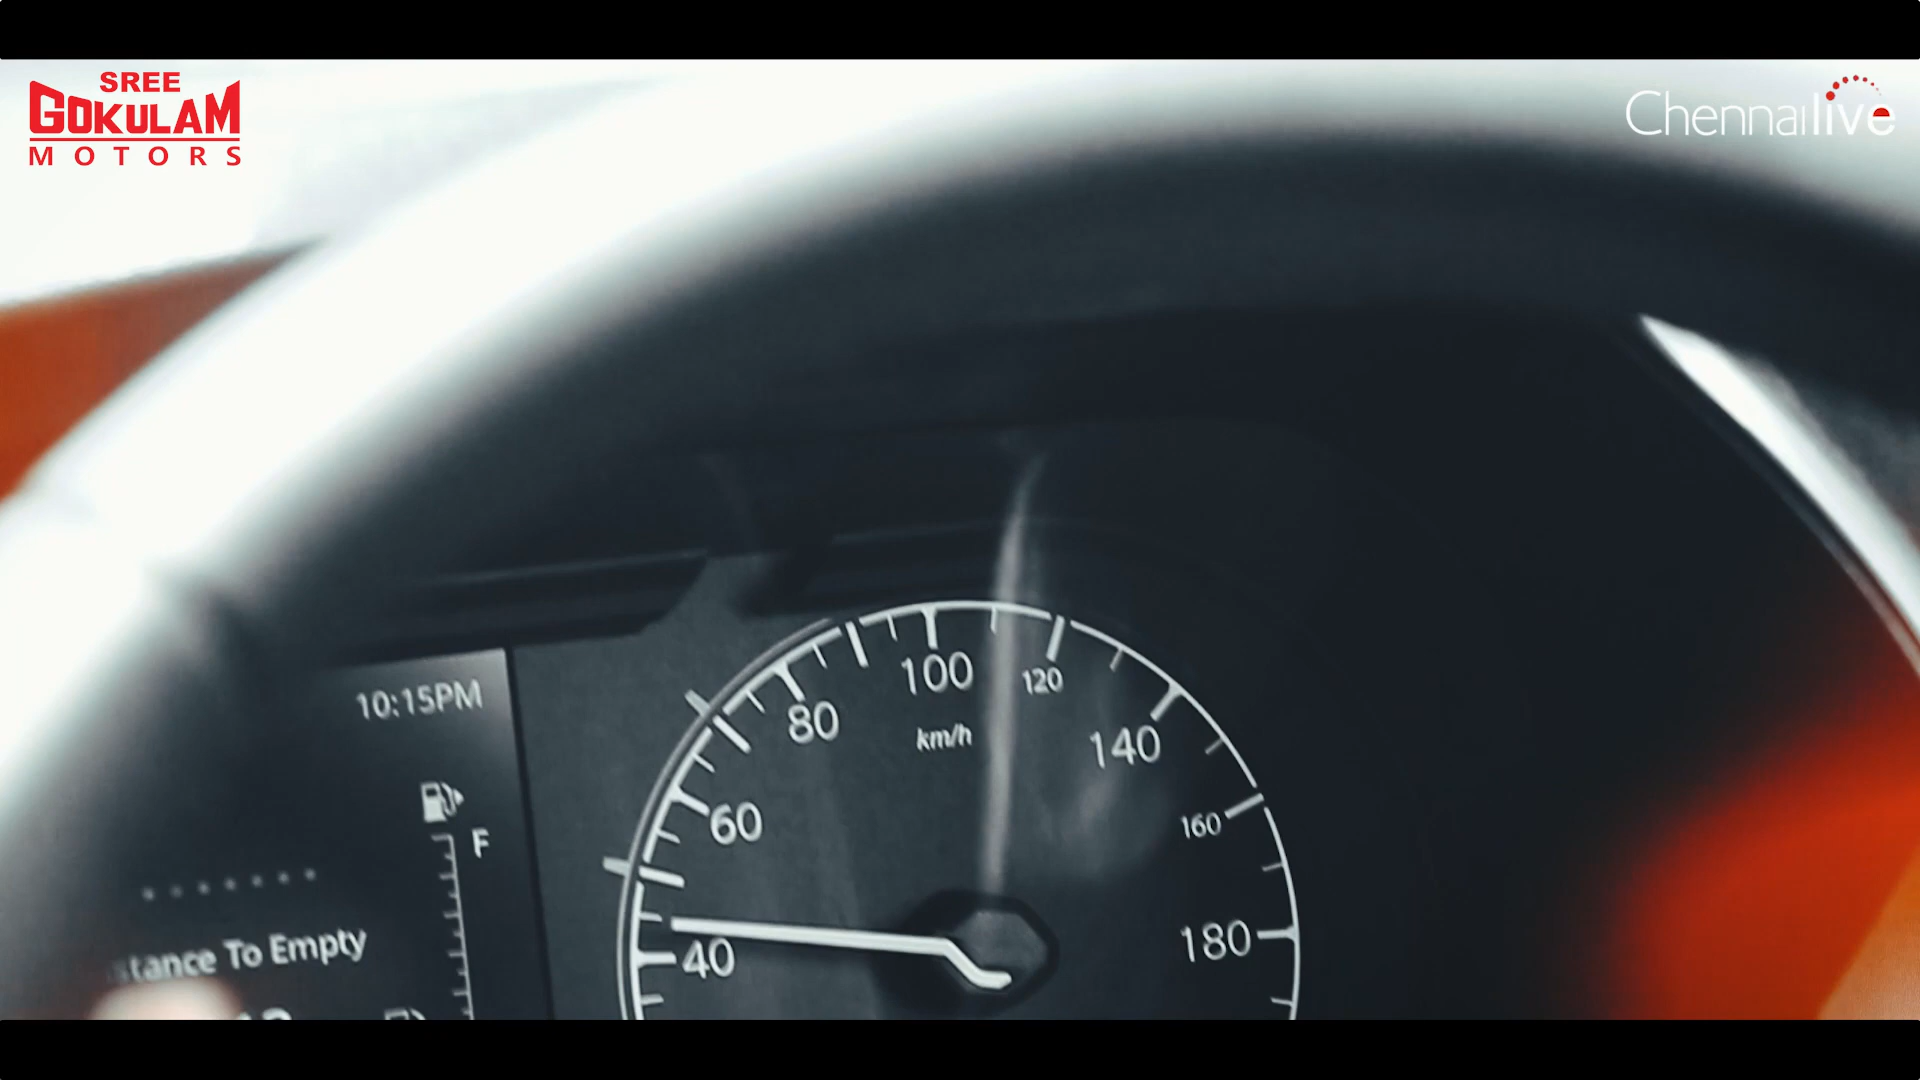 SREE
GOKULAM
MOTORS
Chennailive
10:15PM
F
To Empty
40
60
80
100
120
140
160
180
km/h